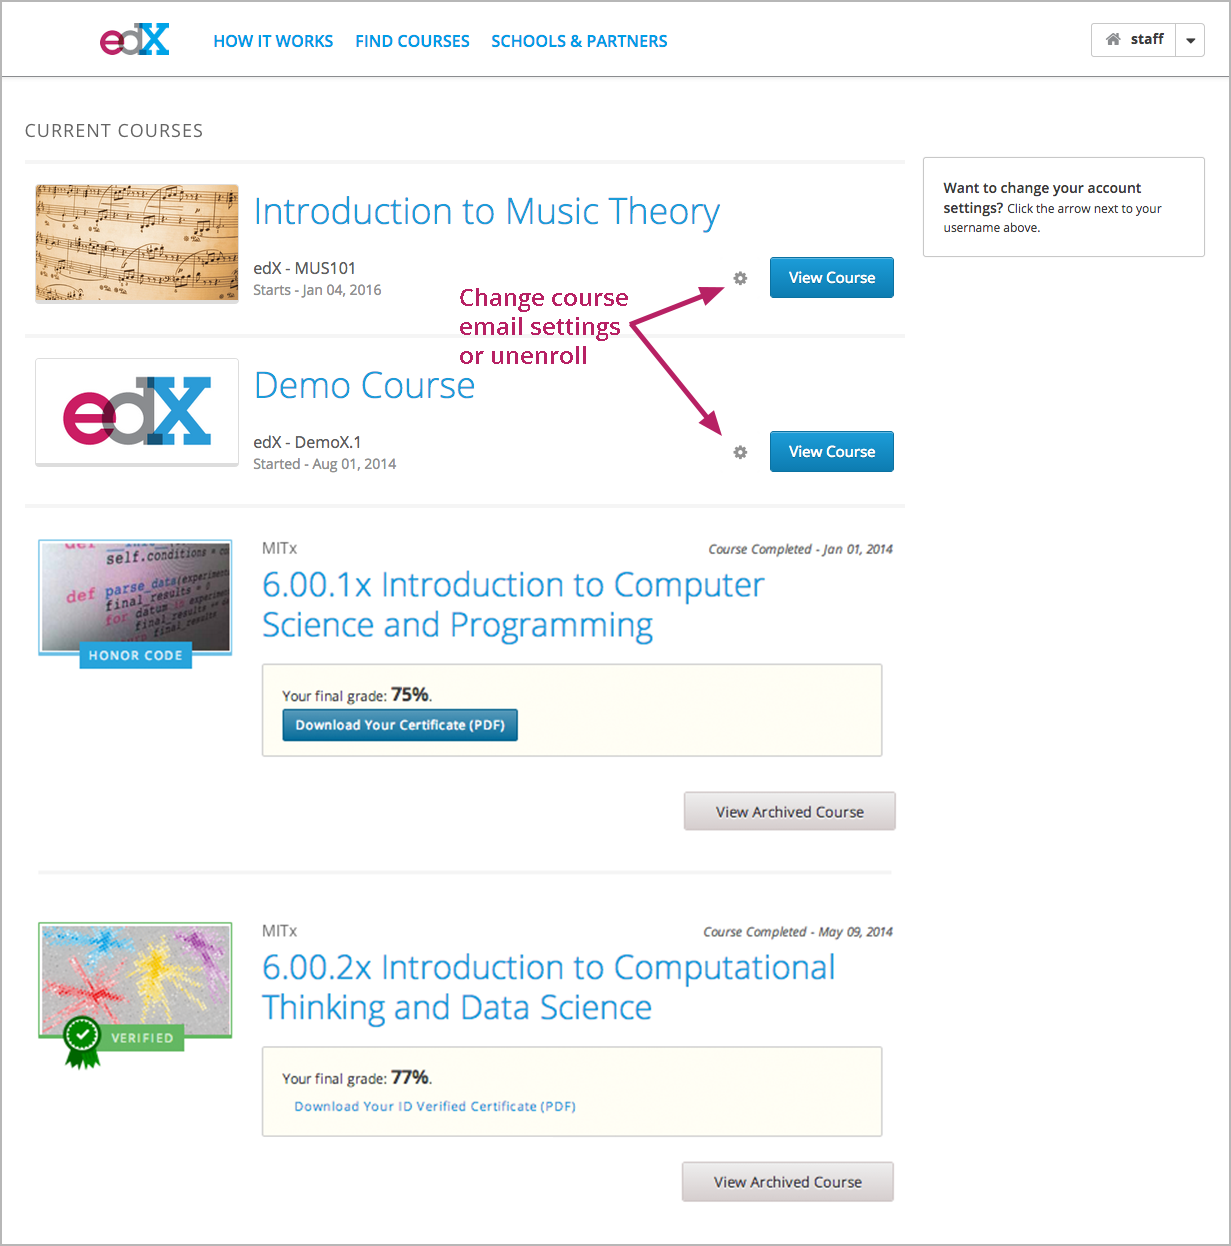 edX HOW IT WORKS FIND COURSES SCHOOLS & PARTNERS staff
CURRENT COURSES
Want to change your account
settings? Click the arrow next to your
username above.
Introduction to Music Theory
edX - MUS101
Starts - Jan 04, 2016
View Course
Change course
email settings
or unenroll
edX
Demo Course
edX - DemoX.1
Started - Aug 01, 2014
View Course
self.conditions = co
def parse_data(experiment
final_results = 0
for datum in experiment
final_results
final_results
HONOR CODE
MITx
Course Completed - Jan 01, 2014
6.00.1x Introduction to Computer
Science and Programming
Your final grade: 75%.
Download Your Certificate (PDF)
View Archived Course
VERIFIED
MITx
Course Completed - May 09, 2014
6.00.2x Introduction to Computational
Thinking and Data Science
Your final grade: 77%.
Download Your ID Verified Certificate (PDF)
View Archived Course